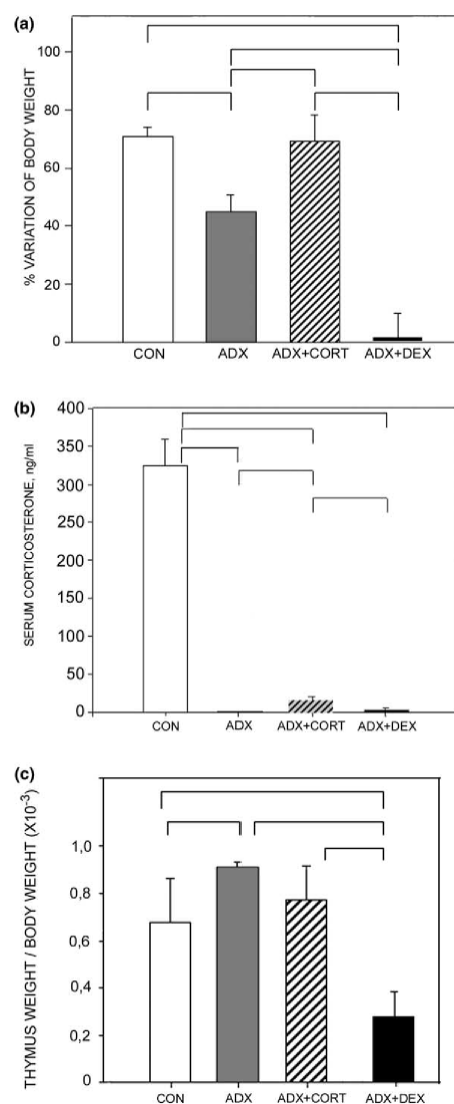 (a)
% VARIATION OF BODY WEIGHT
100
80
60
40
20
0
CON ADX ADX+CORT ADX+DEX
(b)
SERUM CORTICOSTERONE, ng/ml
400
350
300
250
200
150
100
50
0
CON ADX ADX+CORT ADX+DEX
(c)
THYMUS WEIGHT / BODY WEIGHT (X10⁻³)
1,0
0,8
0,6
0,4
0,2
0
CON ADX ADX+CORT ADX+DEX